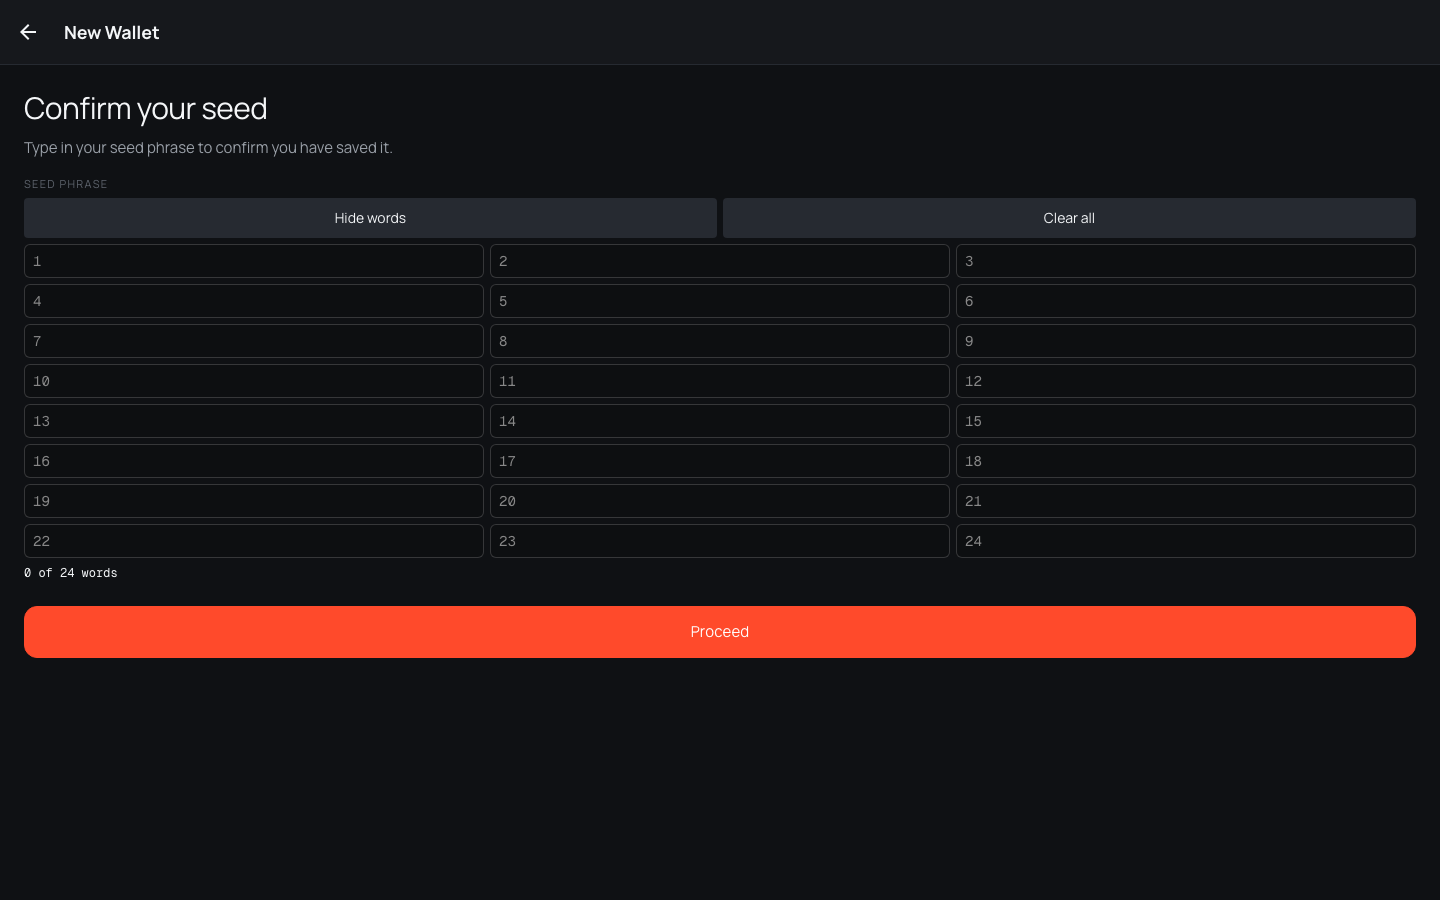 New Wallet
Confirm your seed
Type in your seed phrase to confirm you have saved it.
SEED PHRASE
Hide words Clear all
1 2 3
4 5 6
7 8 9
10 11 12
13 14 15
16 17 18
19 20 21
22 23 24
0 of 24 words
Proceed